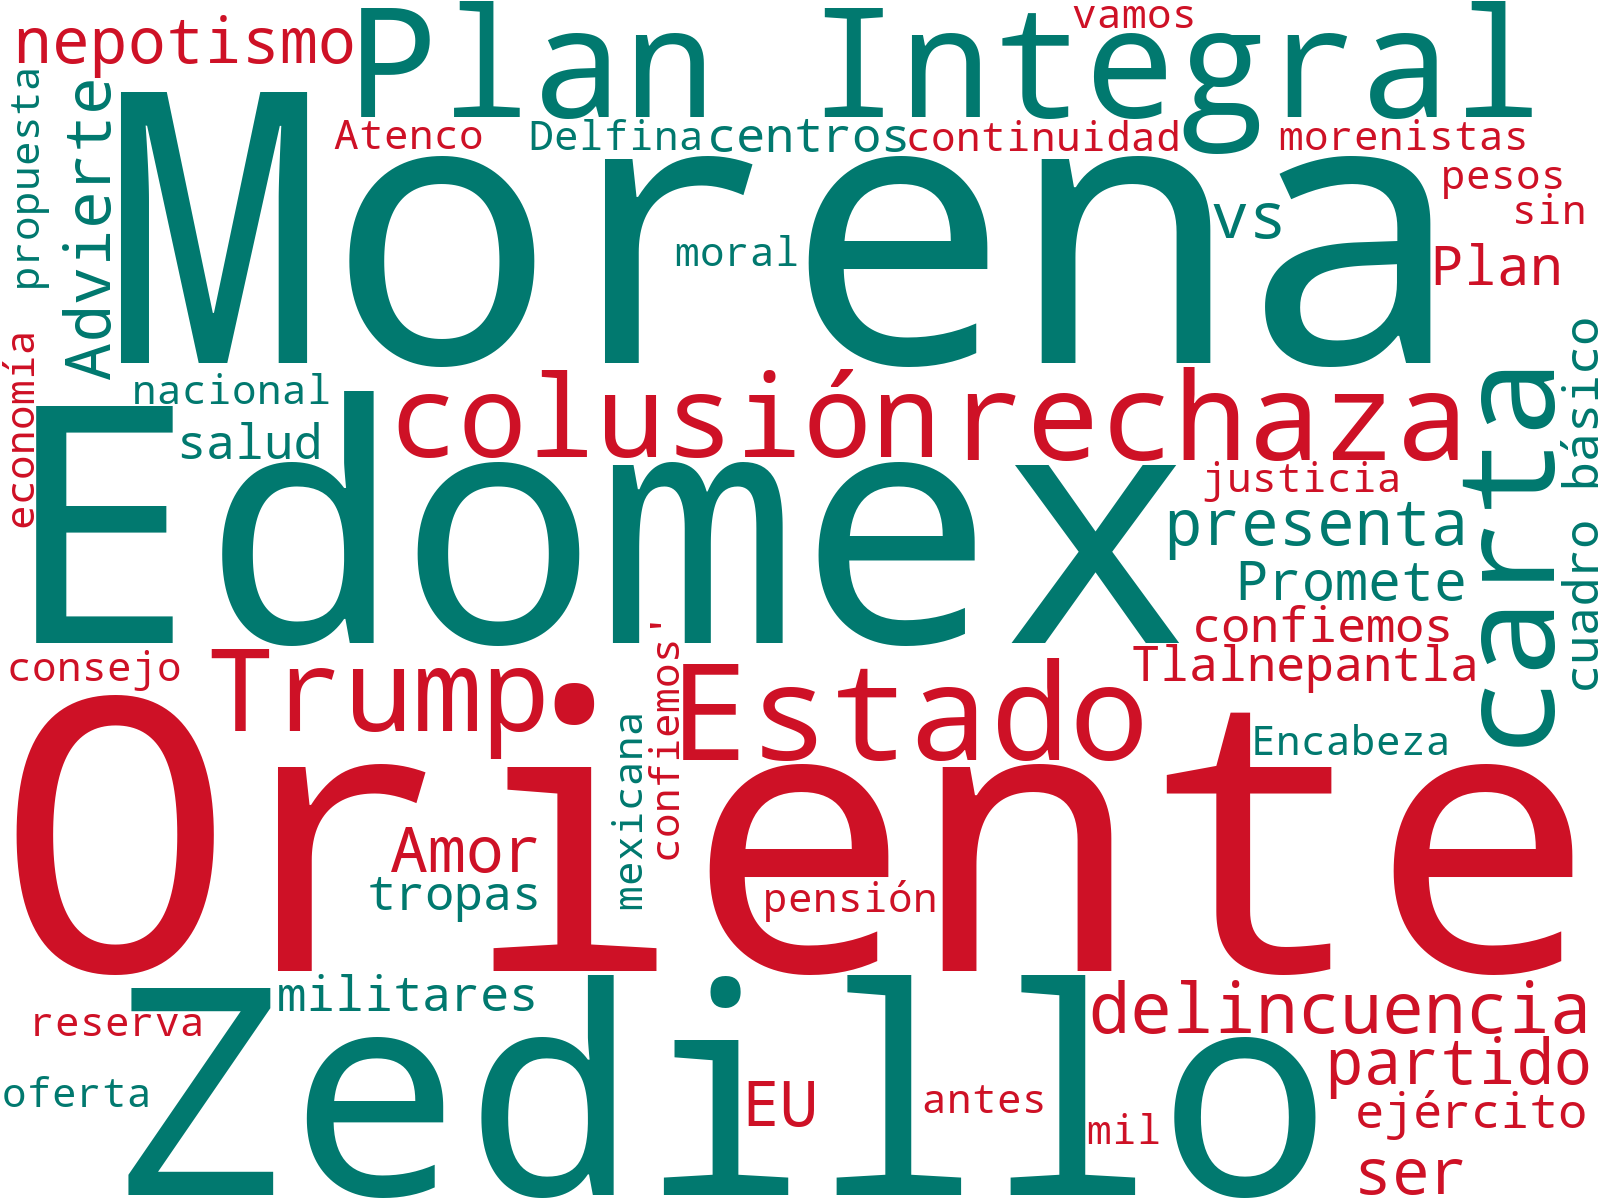 nepotismo
Plan Integral
vamos
propuesta
Advierte
Morena
Atenco
Delfina
centros
continuidad
morenistas
pesos
sin
vs
moral
Plan
economía
nacional
salud
Edomex
colusión
rechaza
carta
cuadro básico
justicia
presenta
Promete
confiemos
Tlalnepantla
consejo
Trump
confiemos'
Estado
mexicana
Encabeza
Oriente
Amor
tropas
pensión
Zedillo
militares
reserva
delincuencia
partido
oferta
EU
antes
ejército
mil
ser